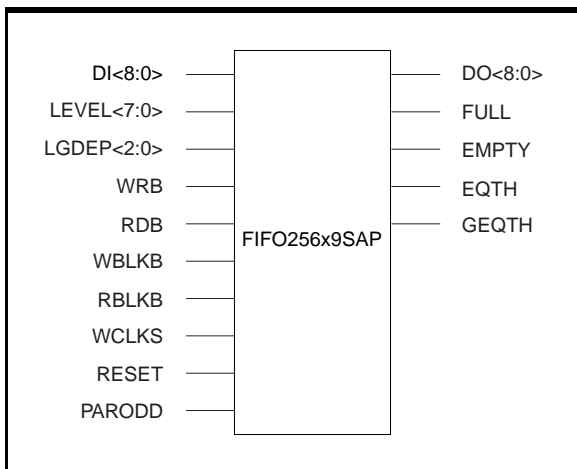 DI<8:0>
LEVEL<7:0>
LGDEP<2:0>
WRB
RDB
WBLKB
RBLKB
WCLKS
RESET
PARODD
FIFO256x9SAP
DO<8:0>
FULL
EMPTY
EQTH
GEQTH